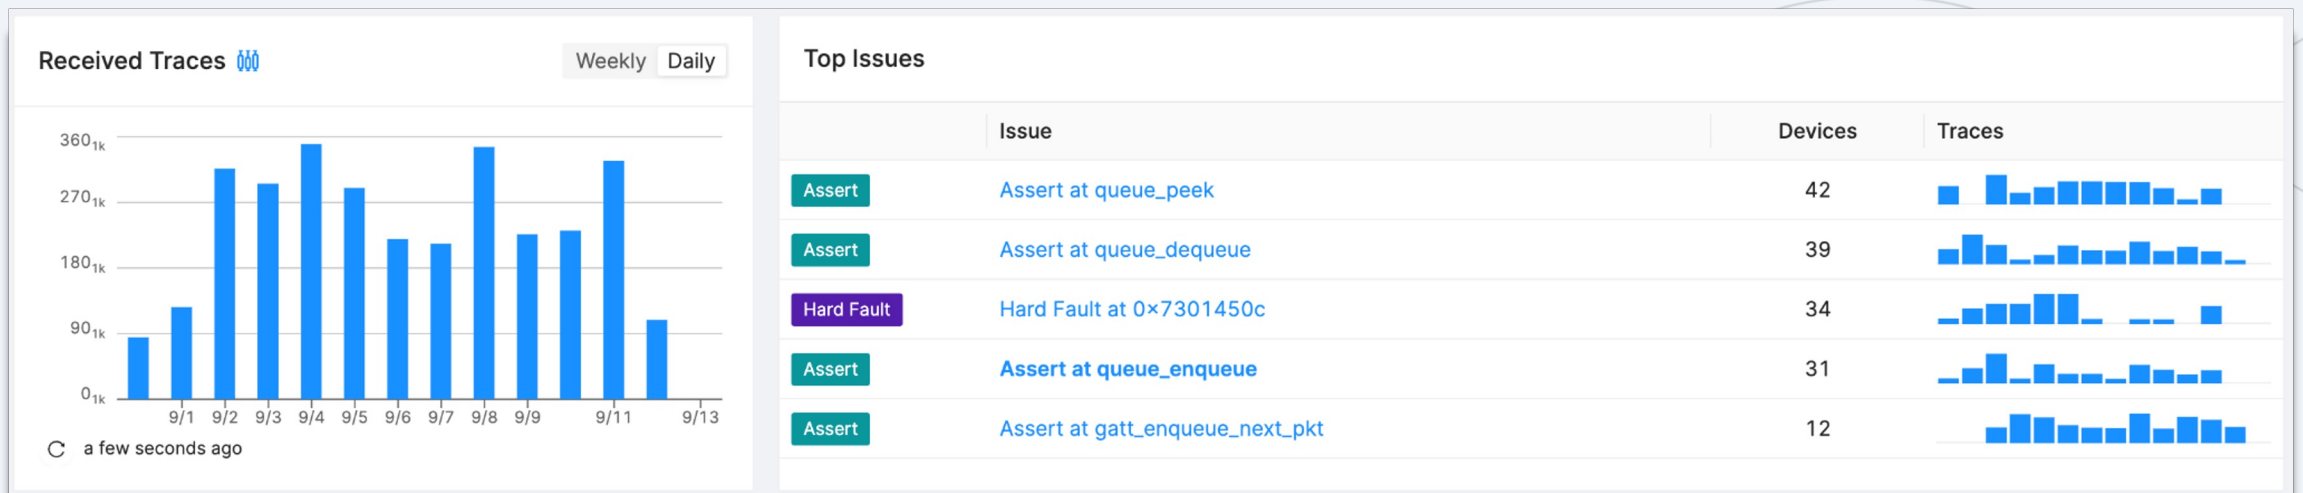 Received Traces
Weekly Daily
360 1k
270 1k
180 1k
90 1k
0 1k
9/1 9/2 9/3 9/4 9/5 9/6 9/7 9/8 9/9 9/11 9/13
a few seconds ago
Top Issues
Issue Devices Traces
Assert Assert at queue_peek 42
Assert Assert at queue_dequeue 39
Hard Fault Hard Fault at 0×7301450c 34
Assert Assert at queue_enqueue 31
Assert Assert at gatt_enqueue_next_pkt 12